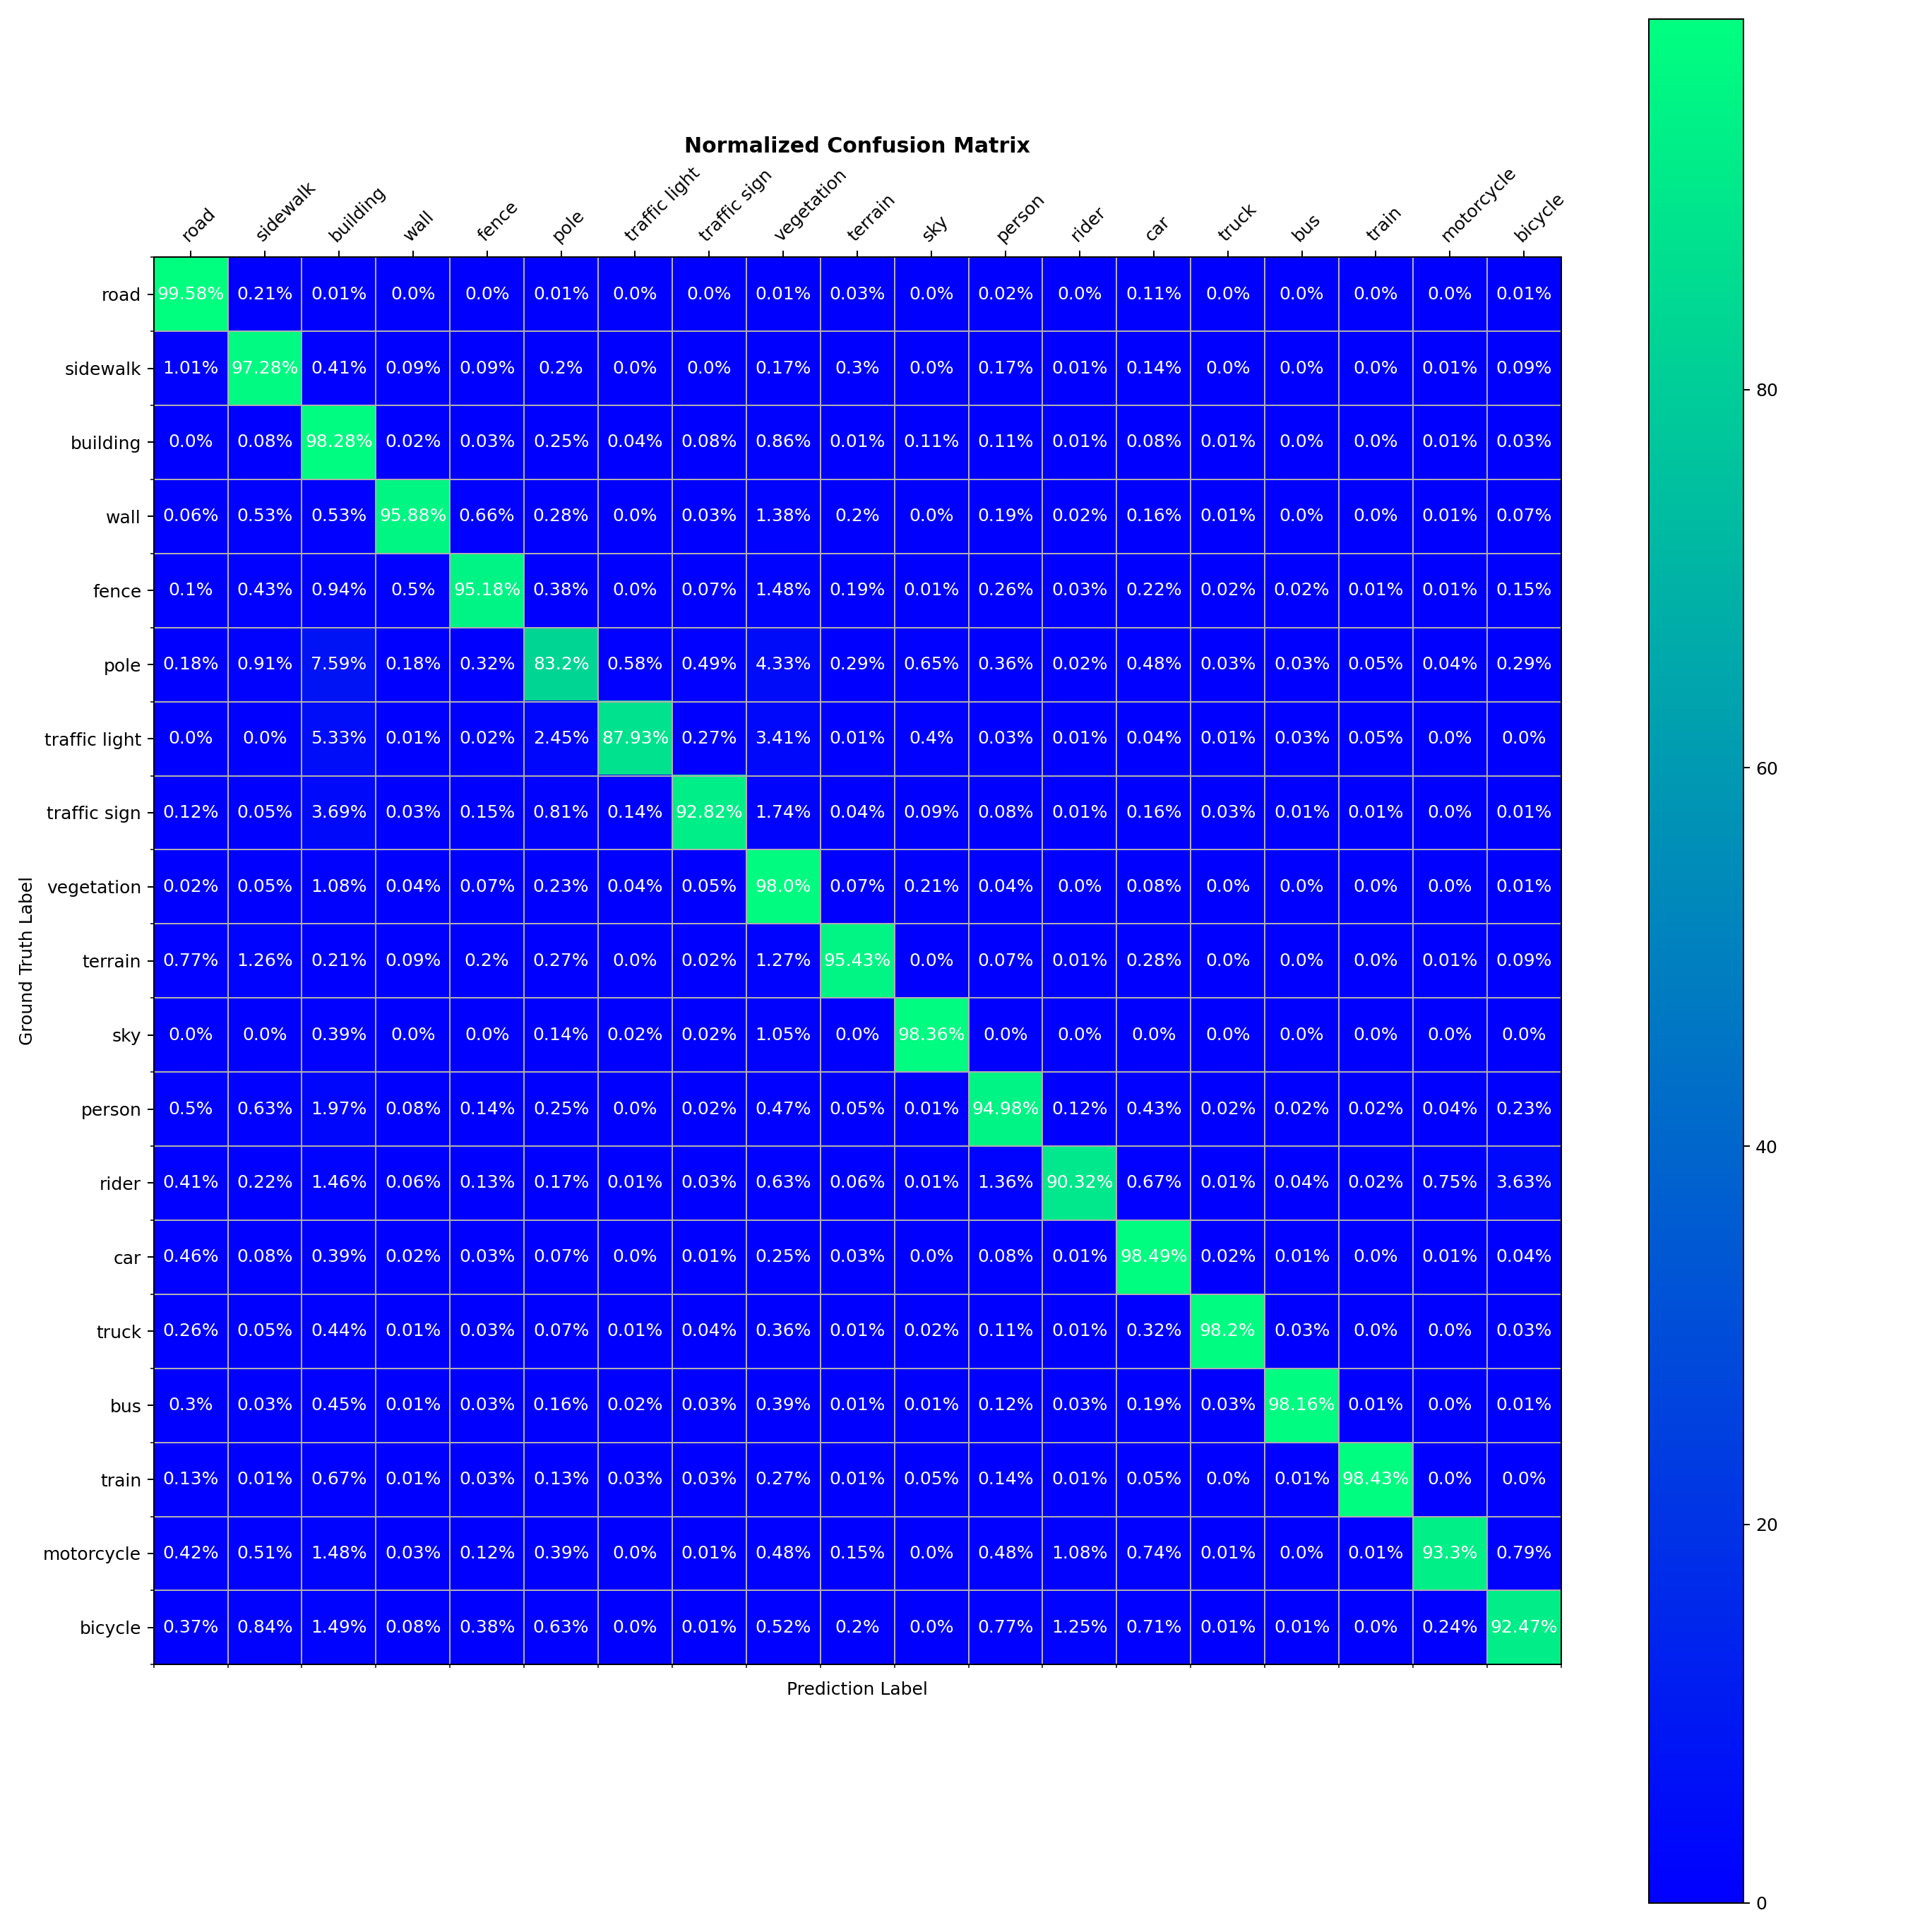 Normalized Confusion Matrix
road sidewalk building wall fence pole traffic light traffic sign vegetation terrain sky person rider car truck bus train motorcycle bicycle
road 99.58% 0.21% 0.01% 0.0% 0.0% 0.01% 0.0% 0.0% 0.01% 0.03% 0.0% 0.02% 0.0% 0.11% 0.0% 0.0% 0.0% 0.0% 0.01%
sidewalk 1.01% 97.28% 0.41% 0.09% 0.09% 0.2% 0.0% 0.0% 0.17% 0.3% 0.0% 0.17% 0.01% 0.14% 0.0% 0.0% 0.0% 0.01% 0.09%
building 0.0% 0.08% 98.28% 0.02% 0.03% 0.25% 0.04% 0.08% 0.86% 0.01% 0.11% 0.11% 0.01% 0.08% 0.01% 0.0% 0.0% 0.01% 0.03%
wall 0.06% 0.53% 0.53% 95.88% 0.66% 0.28% 0.0% 0.03% 1.38% 0.2% 0.0% 0.19% 0.02% 0.16% 0.01% 0.0% 0.0% 0.01% 0.07%
fence 0.1% 0.43% 0.94% 0.5% 95.18% 0.38% 0.0% 0.07% 1.48% 0.19% 0.01% 0.26% 0.03% 0.22% 0.02% 0.02% 0.01% 0.01% 0.15%
pole 0.18% 0.91% 7.59% 0.18% 0.32% 83.2% 0.58% 0.49% 4.33% 0.29% 0.65% 0.36% 0.02% 0.48% 0.03% 0.03% 0.05% 0.04% 0.29%
traffic light 0.0% 0.0% 5.33% 0.01% 0.02% 2.45% 87.93% 0.27% 3.41% 0.01% 0.4% 0.03% 0.01% 0.04% 0.01% 0.03% 0.05% 0.0% 0.0%
traffic sign 0.12% 0.05% 3.69% 0.03% 0.15% 0.81% 0.14% 92.82% 1.74% 0.04% 0.09% 0.08% 0.01% 0.16% 0.03% 0.01% 0.01% 0.0% 0.01%
vegetation 0.02% 0.05% 1.08% 0.04% 0.07% 0.23% 0.04% 0.05% 98.0% 0.07% 0.21% 0.04% 0.0% 0.08% 0.0% 0.0% 0.0% 0.0% 0.01%
terrain 0.77% 1.26% 0.21% 0.09% 0.2% 0.27% 0.0% 0.02% 1.27% 95.43% 0.0% 0.07% 0.01% 0.28% 0.0% 0.0% 0.0% 0.01% 0.09%
sky 0.0% 0.0% 0.39% 0.0% 0.0% 0.14% 0.02% 0.02% 1.05% 0.0% 98.36% 0.0% 0.0% 0.0% 0.0% 0.0% 0.0% 0.0% 0.0%
person 0.5% 0.63% 1.97% 0.08% 0.14% 0.25% 0.0% 0.02% 0.47% 0.05% 0.01% 94.98% 0.12% 0.43% 0.02% 0.02% 0.02% 0.04% 0.23%
rider 0.41% 0.22% 1.46% 0.06% 0.13% 0.17% 0.01% 0.03% 0.63% 0.06% 0.01% 1.36% 90.32% 0.67% 0.01% 0.04% 0.02% 0.75% 3.63%
car 0.46% 0.08% 0.39% 0.02% 0.03% 0.07% 0.0% 0.01% 0.25% 0.03% 0.0% 0.08% 0.01% 98.49% 0.02% 0.01% 0.0% 0.01% 0.04%
truck 0.26% 0.05% 0.44% 0.01% 0.03% 0.07% 0.01% 0.04% 0.36% 0.01% 0.02% 0.11% 0.01% 0.32% 98.2% 0.03% 0.0% 0.0% 0.03%
bus 0.3% 0.03% 0.45% 0.01% 0.03% 0.16% 0.02% 0.03% 0.39% 0.01% 0.01% 0.12% 0.03% 0.19% 0.03% 98.16% 0.01% 0.0% 0.01%
train 0.13% 0.01% 0.67% 0.01% 0.03% 0.13% 0.03% 0.03% 0.27% 0.01% 0.05% 0.14% 0.01% 0.05% 0.0% 0.01% 98.43% 0.0% 0.0%
motorcycle 0.42% 0.51% 1.48% 0.03% 0.12% 0.39% 0.0% 0.01% 0.48% 0.15% 0.0% 0.48% 1.08% 0.74% 0.01% 0.0% 0.01% 93.3% 0.79%
bicycle 0.37% 0.84% 1.49% 0.08% 0.38% 0.63% 0.0% 0.01% 0.52% 0.2% 0.0% 0.77% 1.25% 0.71% 0.01% 0.01% 0.0% 0.24% 92.47%
Ground Truth Label
Prediction Label
80
60
40
20
0